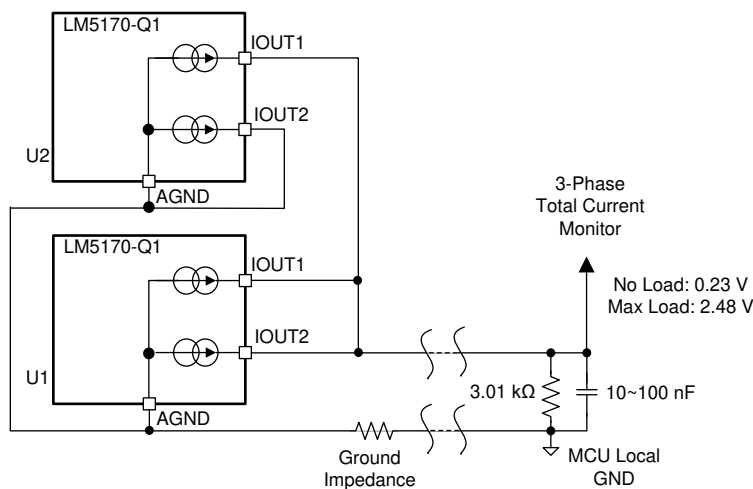 LM5170-Q1
IOUT1
IOUT2
U2
AGND
LM5170-Q1
IOUT1
IOUT2
U1
AGND
3-Phase
Total Current
Monitor
No Load: 0.23 V
Max Load: 2.48 V
3.01 kΩ
10~100 nF
Ground
Impedance
MCU Local
GND